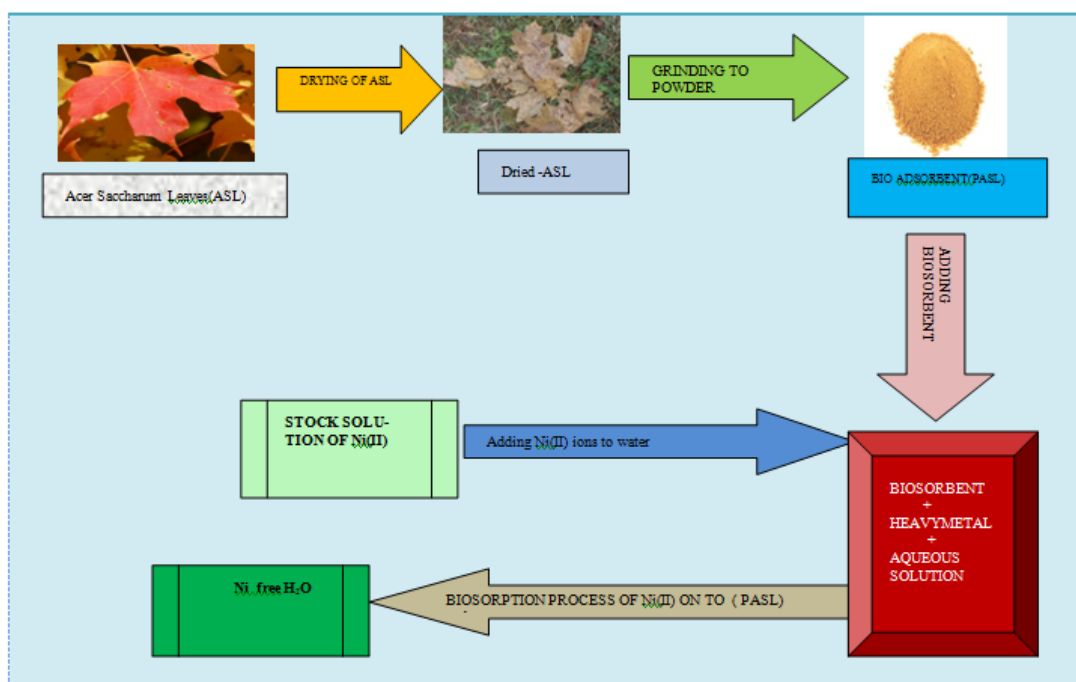 DRYING OF ASL
GRINDING TO
POWDER
Acer Saccharum Leaves(ASL)
Dried -ASL
BIO ADSORBENT(PASL)
ADDING
BIOSORBENT
STOCK SOLU-
TION OF Ni(II)
Adding Ni(II) ions to water
BIOSORBENT
+
HEAVYMETAL
+
AQUEOUS
SOLUTION
Ni free H₂O
BIOSORPTION PROCESS OF Ni(II) ON TO ( PASL)